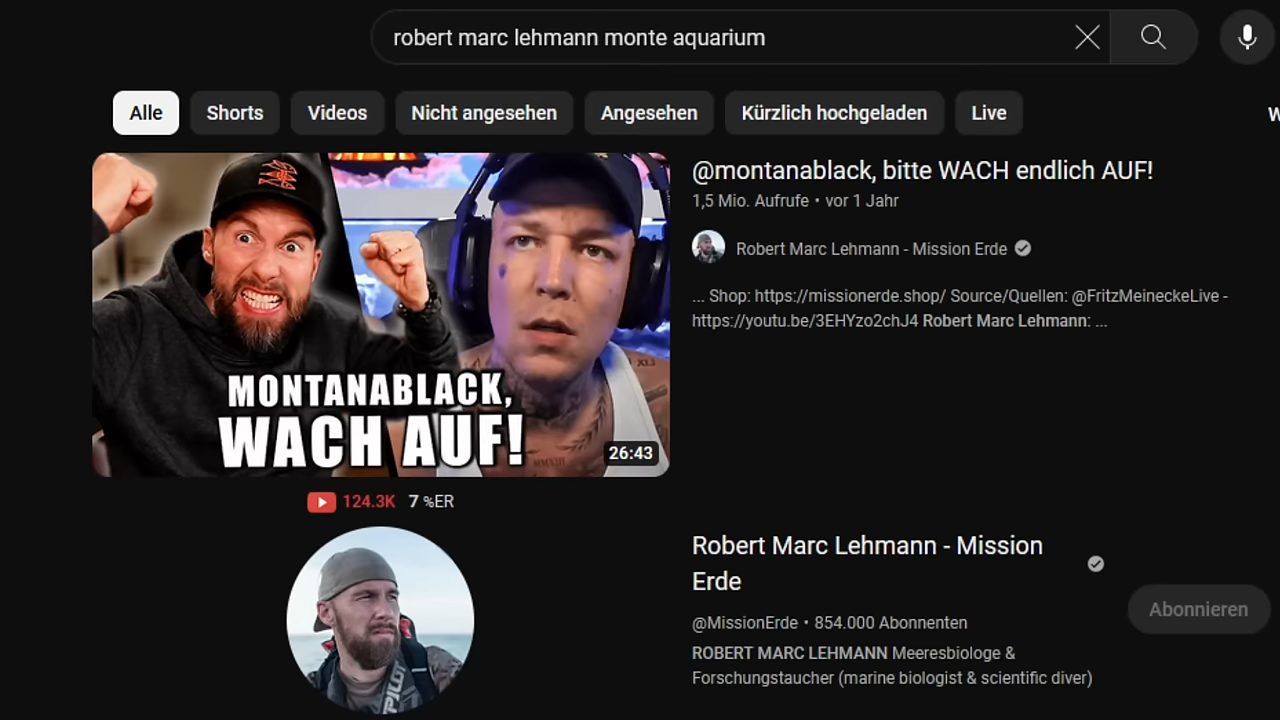 robert marc lehmann monte aquarium
Alle
Shorts
Videos
Nicht angesehen
Angesehen
Kürzlich hochgeladen
Live
MONTANABLACK,
WACH AUF!
26:43
@montanablack, bitte WACH endlich AUF!
1,5 Mio. Aufrufe • vor 1 Jahr
Robert Marc Lehmann - Mission Erde
... Shop: https://missionerde.shop/ Source/Quellen: @FritzMeineckeLive -
https://youtu.be/3EHYzo2chJ4 Robert Marc Lehmann: ...
124.3K 7 %ER
Robert Marc Lehmann - Mission
Erde
@MissionErde • 854.000 Abonnenten
ROBERT MARC LEHMANN Meeresbiologe &
Forschungstaucher (marine biologist & scientific diver)
Abonnieren